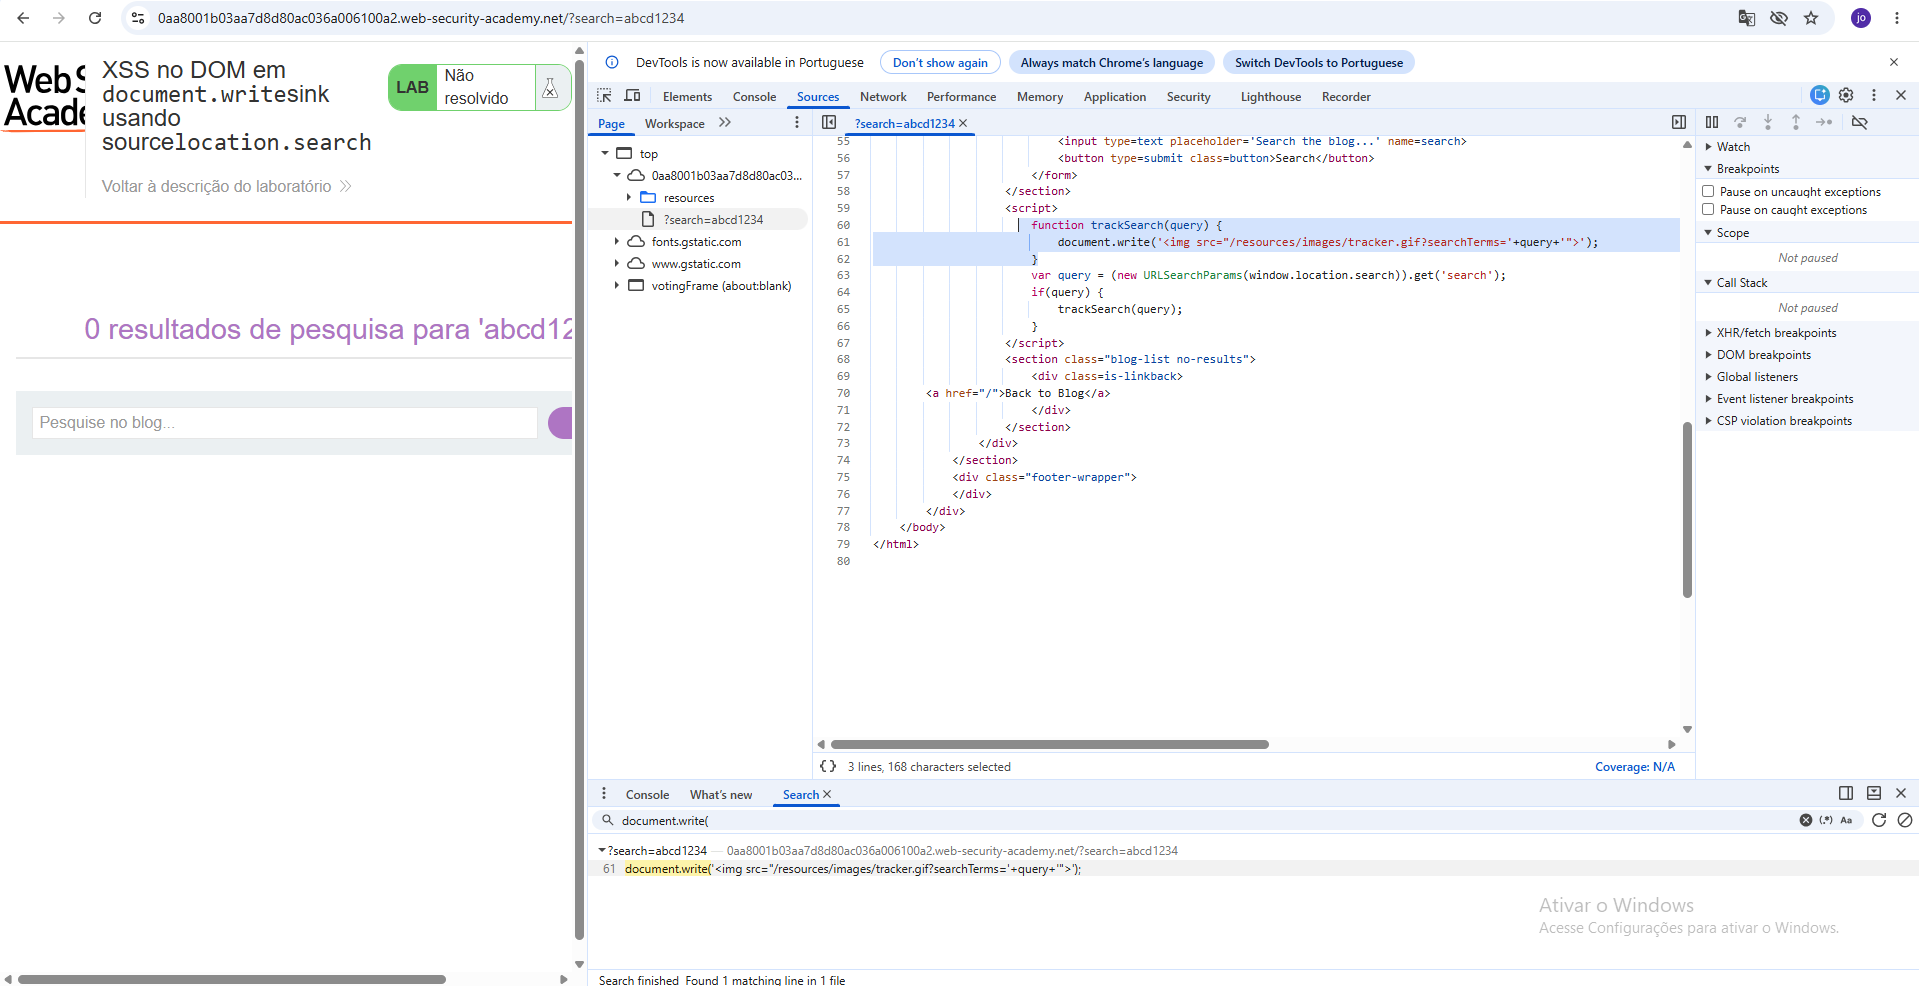 0aa8001b03aa7d8d80ac036a006100a2.web-security-academy.net/?search=abcd1234
jo
Web S
Acade
XSS no DOM em
document.writesink
usando
sourcelocation.search
LAB
Não
resolvido
Voltar à descrição do laboratório
0 resultados de pesquisa para 'abcd12
Pesquise no blog...
DevTools is now available in Portuguese
Don't show again
Always match Chrome's language
Switch DevTools to Portuguese
Elements Console Sources Network Performance Memory Application Security Lighthouse Recorder
Page Workspace
?search=abcd1234
top
0aa8001b03aa7d8d80ac03...
resources
?search=abcd1234
fonts.gstatic.com
www.gstatic.com
votingFrame (about:blank)
55 <input type=text placeholder='Search the blog...' name=search>
56 <button type=submit class=button>Search</button>
57 </form>
58 </section>
59 <script>
60 function trackSearch(query) {
61 document.write('<img src="/resources/images/tracker.gif?searchTerms='+query+'">');
62 }
63 var query = (new URLSearchParams(window.location.search)).get('search');
64 if(query) {
65 trackSearch(query);
66 }
67 </script>
68 <section class="blog-list no-results">
69 <div class=is-linkback>
70 <a href="/">Back to Blog</a>
71 </div>
72 </section>
73 </div>
74 </section>
75 <div class="footer-wrapper">
76 </div>
77 </div>
78 </body>
79 </html>
80
{} 3 lines, 168 characters selected
Coverage: N/A
Watch
Breakpoints
Pause on uncaught exceptions
Pause on caught exceptions
Scope
Not paused
Call Stack
Not paused
XHR/fetch breakpoints
DOM breakpoints
Global listeners
Event listener breakpoints
CSP violation breakpoints
Console What's new Search
document.write(
(.*) Aa
?search=abcd1234 — 0aa8001b03aa7d8d80ac036a006100a2.web-security-academy.net/?search=abcd1234
61 document.write('<img src="/resources/images/tracker.gif?searchTerms='+query+'">');
Ativar o Windows
Acesse Configurações para ativar o Windows.
Search finished Found 1 matching line in 1 file